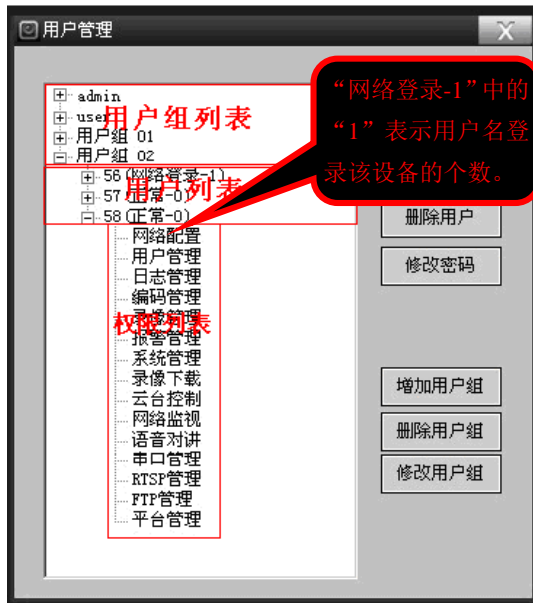 用户管理
X
admin
user
用户组 01
用户组 02
用户组列表
56(网络登录-1)
57(正常-0)
58(正常-0)
用户列表
网络配置
用户管理
日志管理
编码管理
录像管理
报警管理
系统管理
录像下载
云台控制
网络监视
语音对讲
串口管理
RTSP管理
FTP管理
平台管理
权限列表
“网络登录-1”中的
“1”表示用户名登
录该设备的个数。
删除用户
修改密码
增加用户组
删除用户组
修改用户组